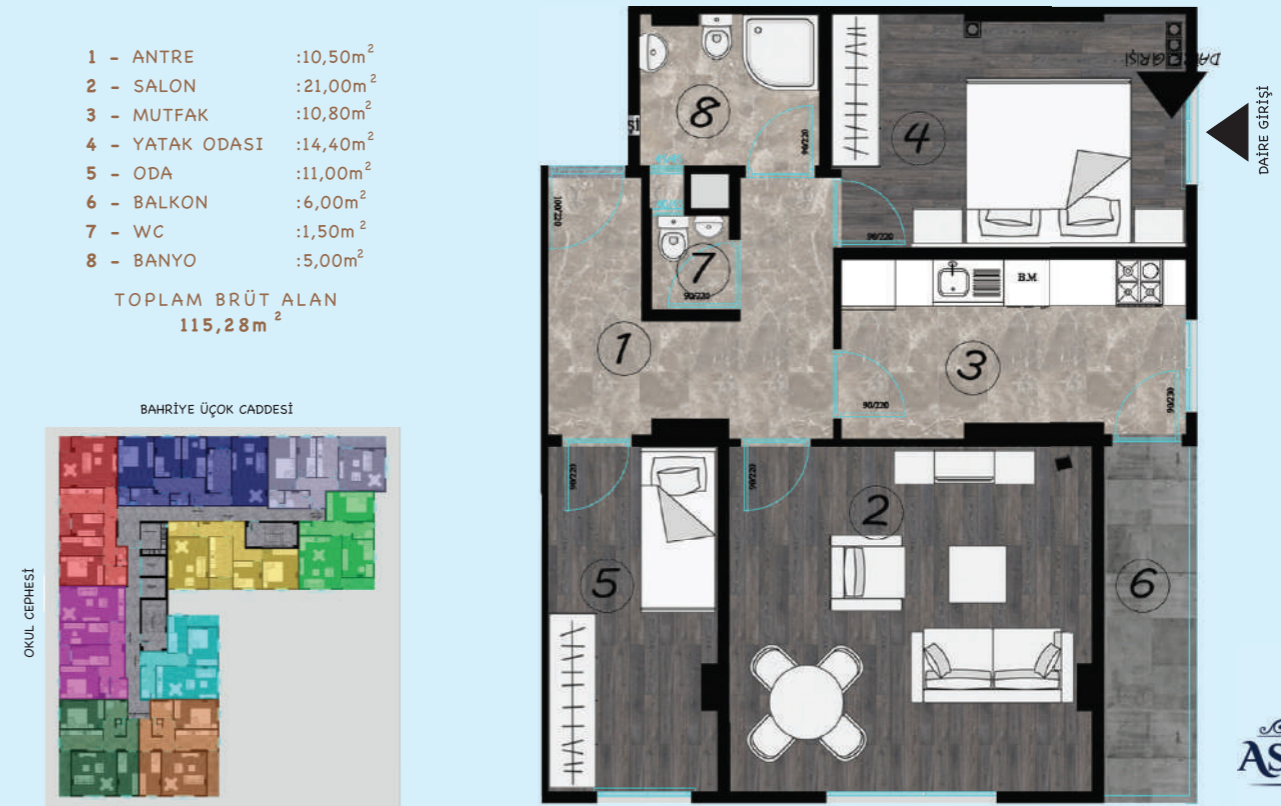 1 - ANTRE :10,50m²
2 - SALON :21,00m²
3 - MUTFAK :10,80m²
4 - YATAK ODASI :14,40m²
5 - ODA :11,00m²
6 - BALKON :6,00m²
7 - WC :1,50m²
8 - BANYO :5,00m²
TOPLAM BRÜT ALAN
115,28m²
BAHRİYE ÜÇOK CADDESİ
OKUL CEPHESİ
8
90/220
4
DAİRE GİRİŞİ
DAİRE GİRİŞİ
100/220
90/220
7
90/220
B.M
1
3
90/220
90/230
90/220
90/220
2
5
6
AS